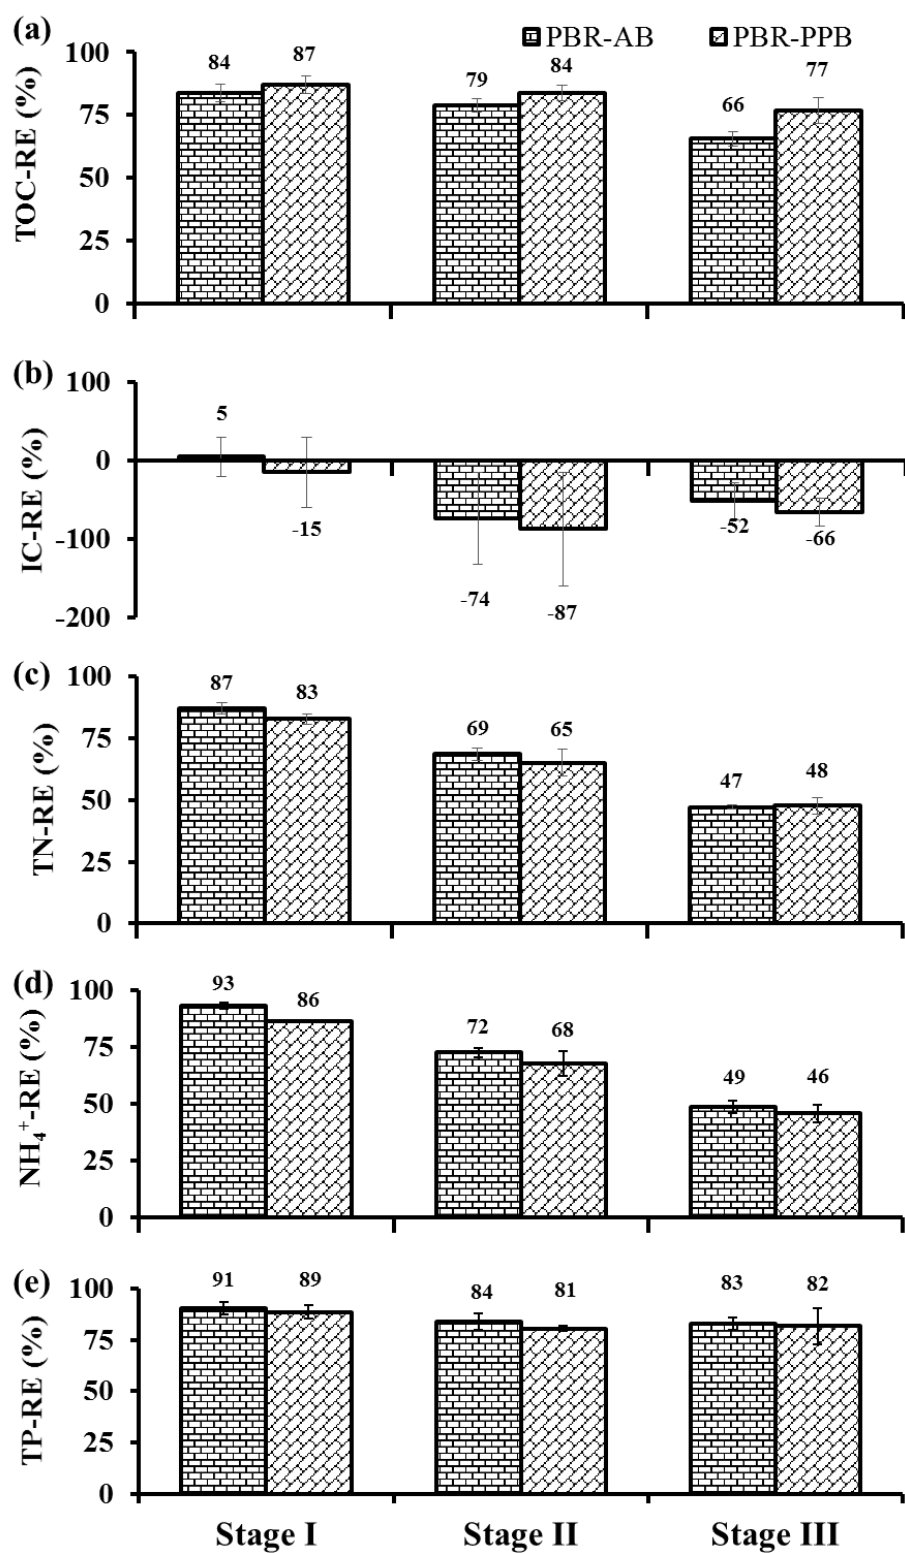 (a)
PBR-AB PBR-PPB
TOC-RE (%)
100
75
50
25
0
84 87 79 84 66 77
(b)
IC-RE (%)
100
0
-100
-200
5 -15 -74 -87 -52 -66
(c)
TN-RE (%)
100
75
50
25
0
87 83 69 65 47 48
(d)
NH₄⁺-RE (%)
100
75
50
25
0
93 86 72 68 49 46
(e)
TP-RE (%)
100
75
50
25
0
91 89 84 81 83 82
Stage I Stage II Stage III